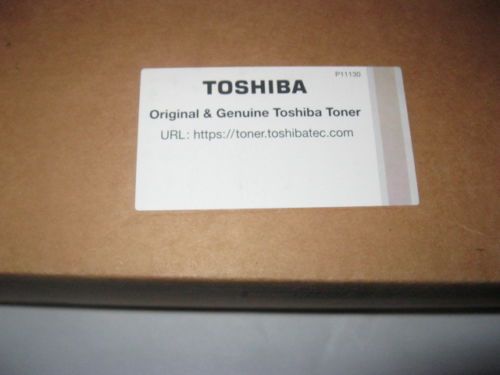 P11130
TOSHIBA
Original & Genuine Toshiba Toner
URL: https://toner.toshibatec.com